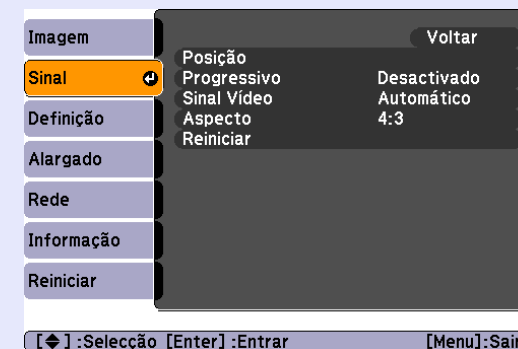 Imagem
Sinal
Definição
Alargado
Rede
Informação
Reiniciar
Voltar
Posição
Progressivo Desactivado
Sinal Vídeo Automático
Aspecto 4:3
Reiniciar
[ ] :Selecção [Enter] :Entrar [Menu]:Sair